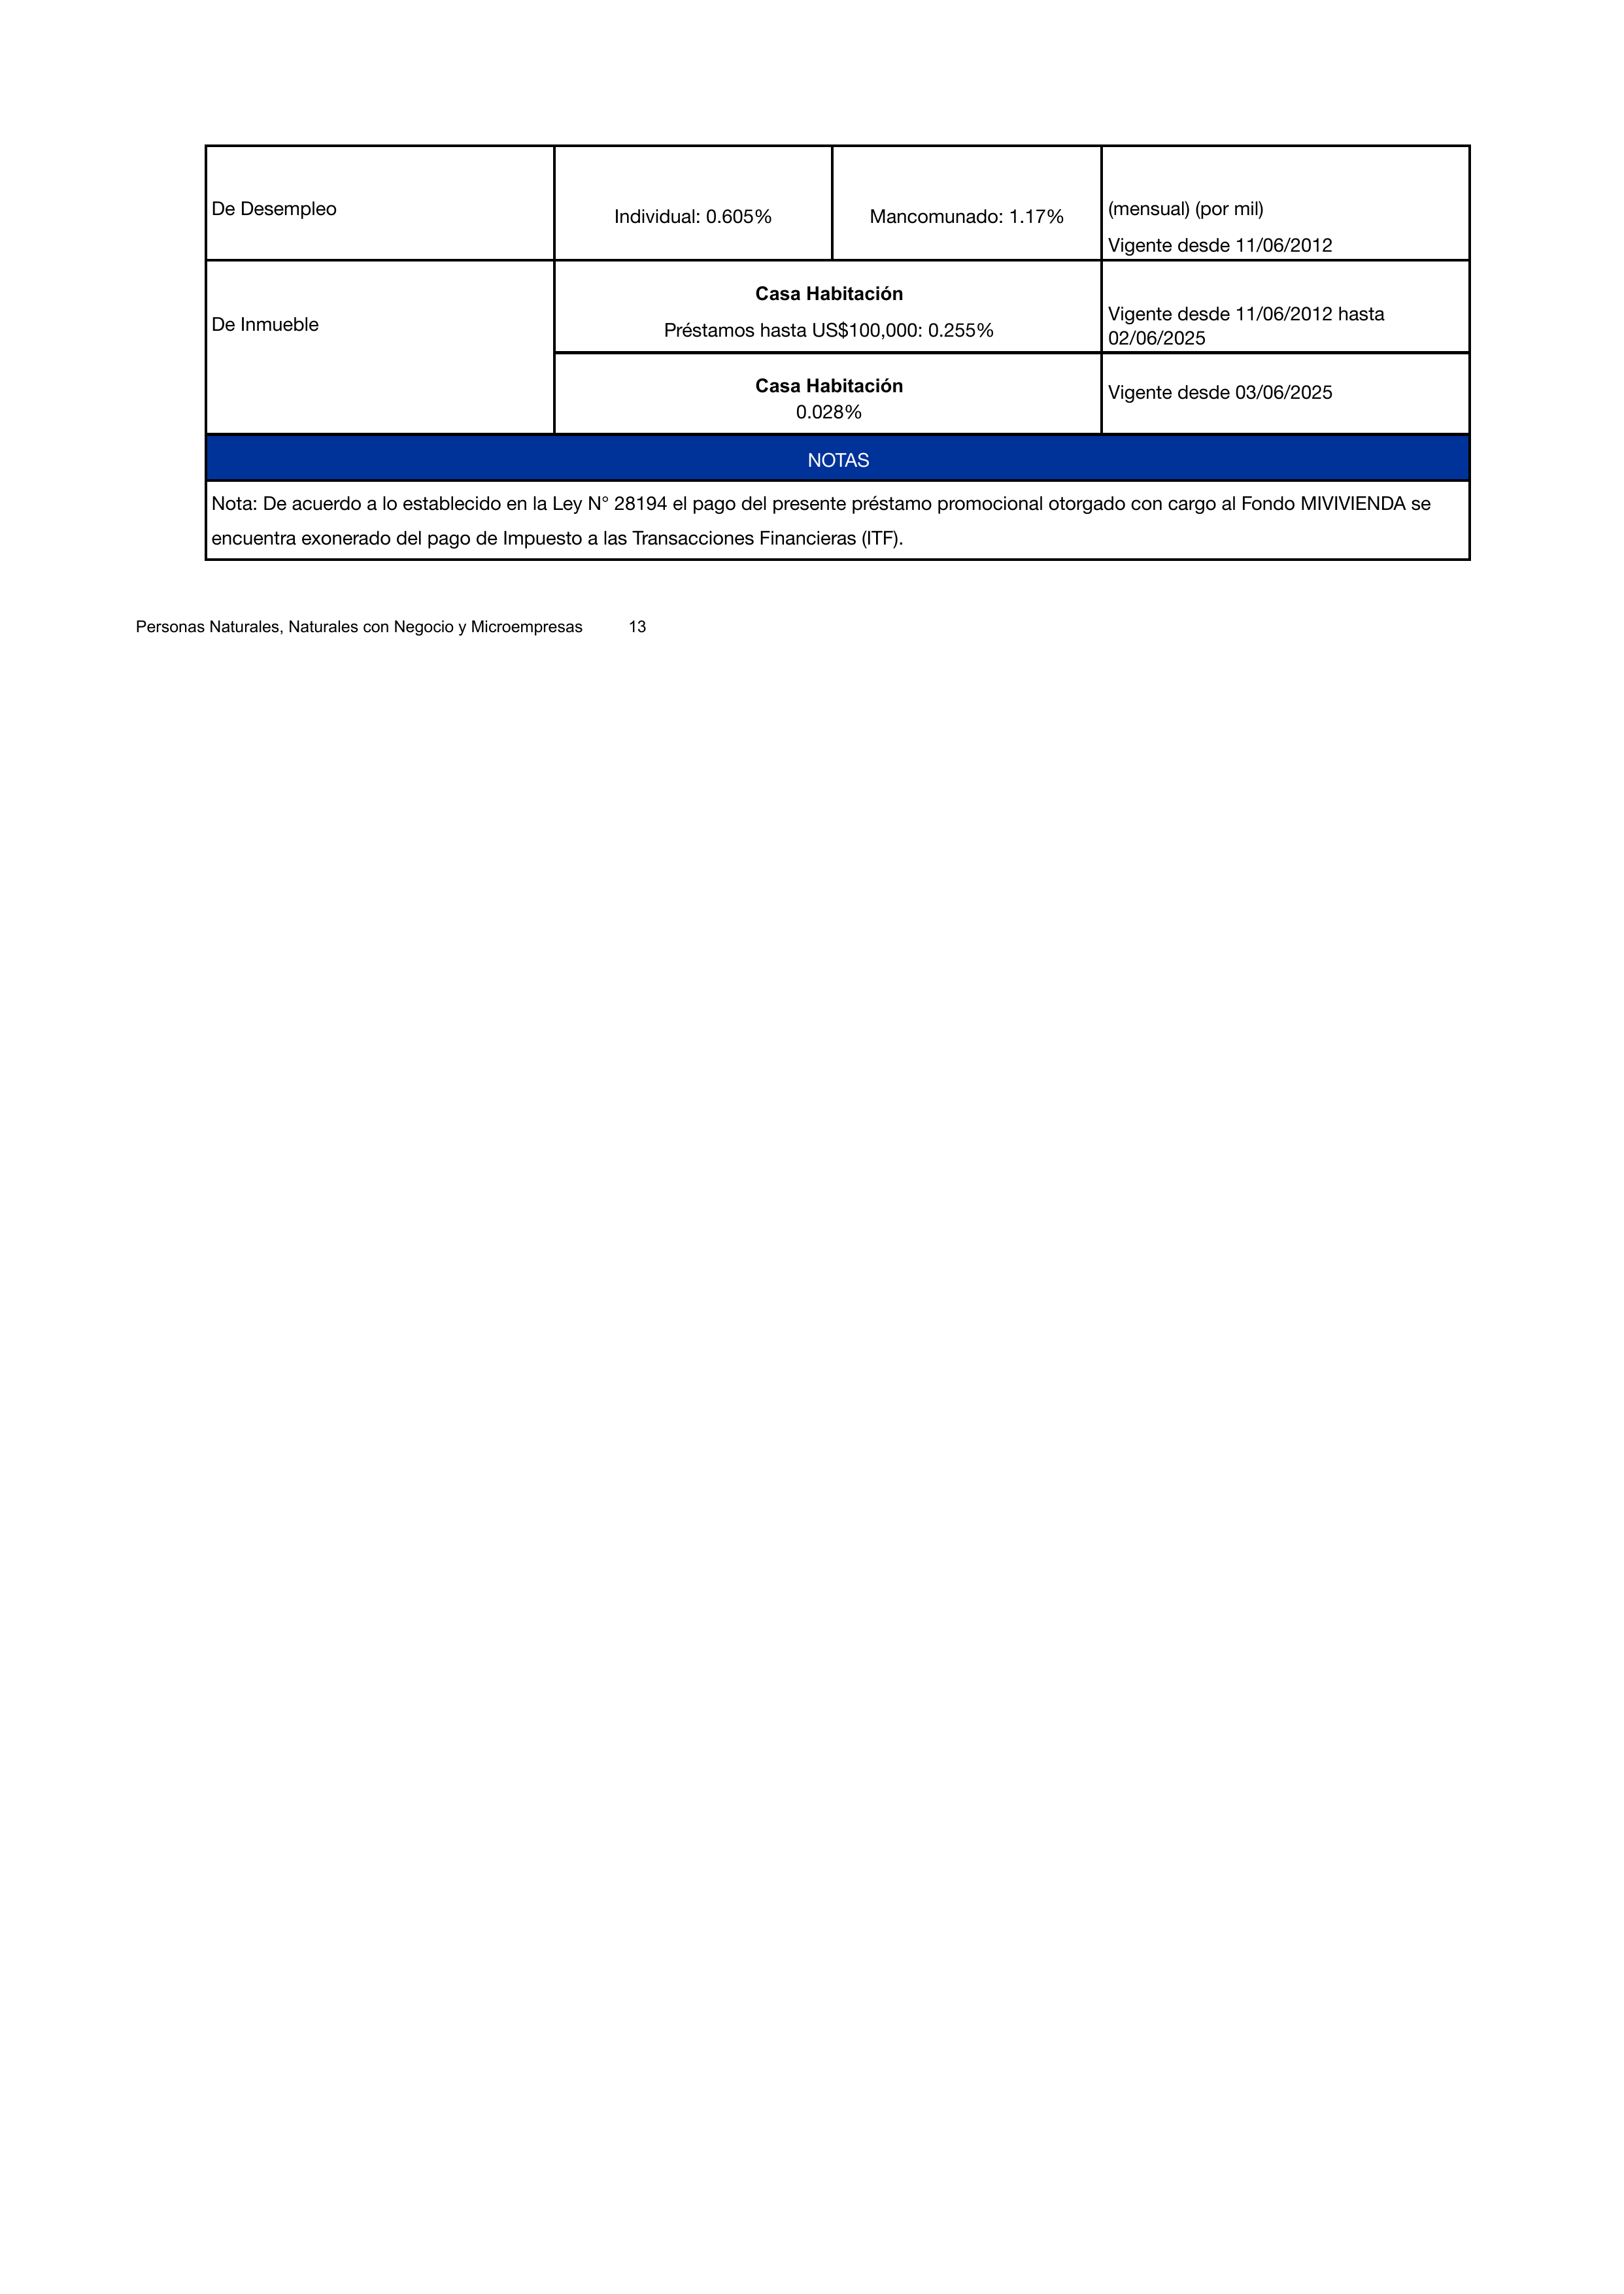 De Desempleo
Individual: 0.605%
Mancomunado: 1.17%
(mensual) (por mil)
Vigente desde 11/06/2012
De Inmueble
Casa Habitación
Préstamos hasta US$100,000: 0.255%
Vigente desde 11/06/2012 hasta
02/06/2025
Casa Habitación
0.028%
Vigente desde 03/06/2025
NOTAS
Nota: De acuerdo a lo establecido en la Ley N° 28194 el pago del presente préstamo promocional otorgado con cargo al Fondo MIVIVIENDA se
encuentra exonerado del pago de Impuesto a las Transacciones Financieras (ITF).
Personas Naturales, Naturales con Negocio y Microempresas 13